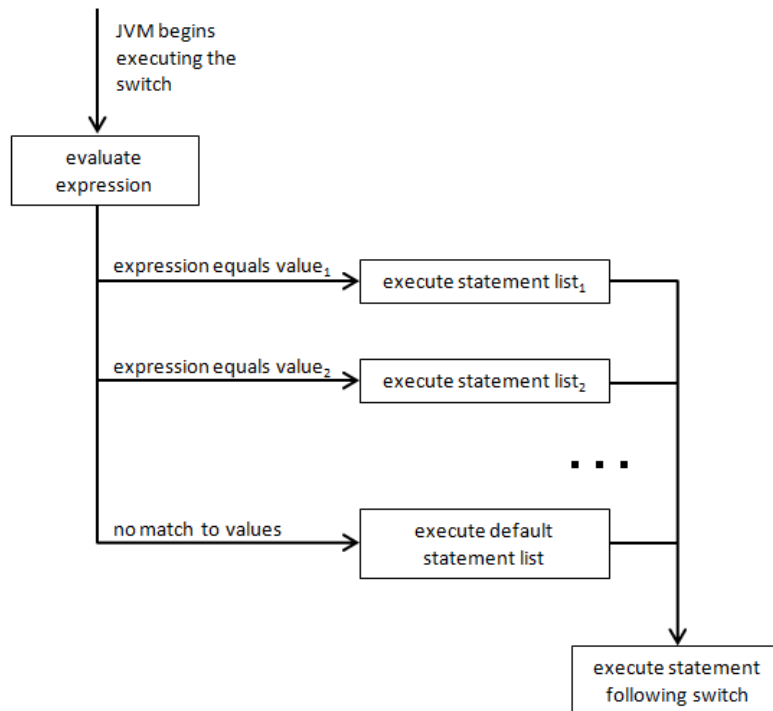 JVM begins
executing the
switch
evaluate
expression
expression equals value₁
execute statement list₁
expression equals value₂
execute statement list₂
...
no match to values
execute default
statement list
execute statement
following switch